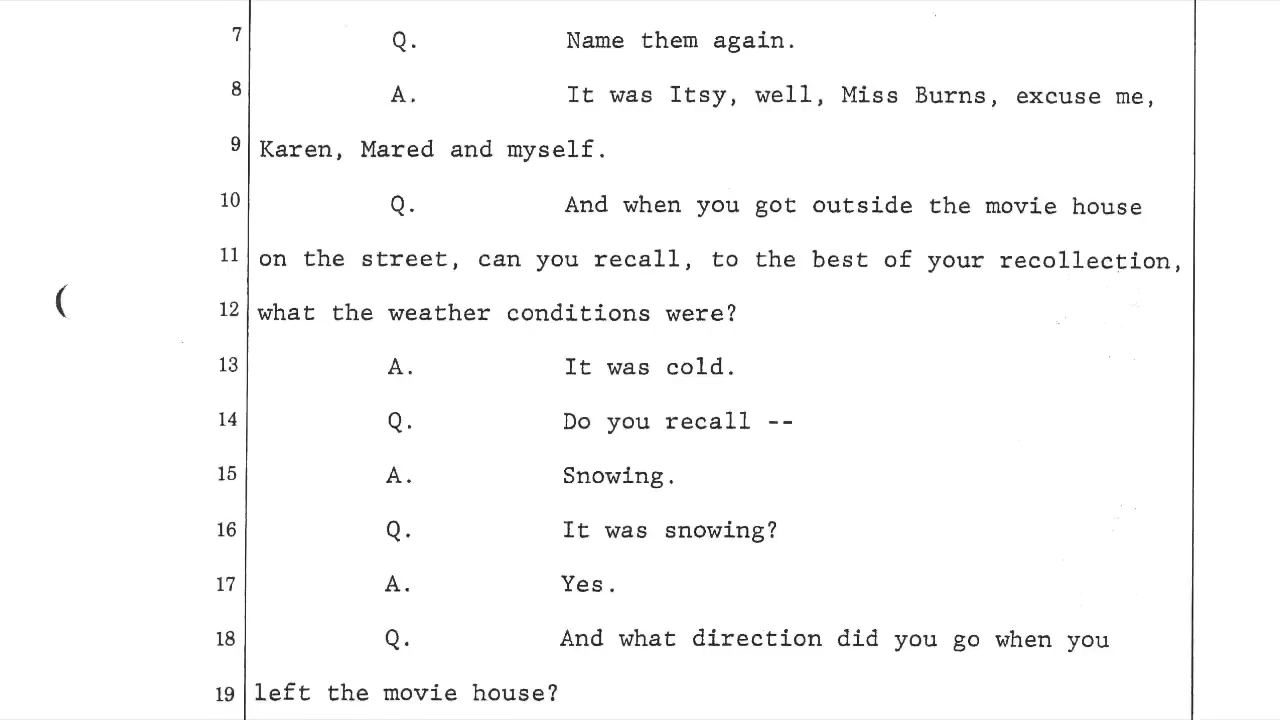 7 Q. Name them again.
8 A. It was Itsy, well, Miss Burns, excuse me,
9 Karen, Mared and myself.
10 Q. And when you got outside the movie house
11 on the street, can you recall, to the best of your recollection,
12 what the weather conditions were?
13 A. It was cold.
14 Q. Do you recall --
15 A. Snowing.
16 Q. It was snowing?
17 A. Yes.
18 Q. And what direction did you go when you
19 left the movie house?